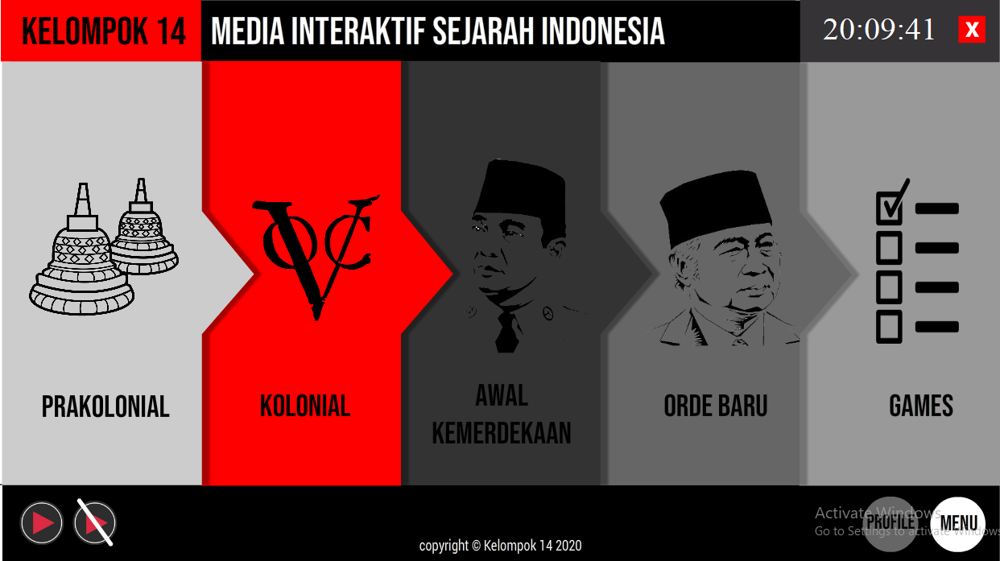 KELOMPOK 14
MEDIA INTERAKTIF SEJARAH INDONESIA
20:09:41
X
VOC
PRAKOLONIAL
KOLONIAL
AWAL
KEMERDEKAAN
ORDE BARU
GAMES
copyright © Kelompok 14 2020
PROFILE
MENU
Activate Windows
Go to Settings to activate Windows